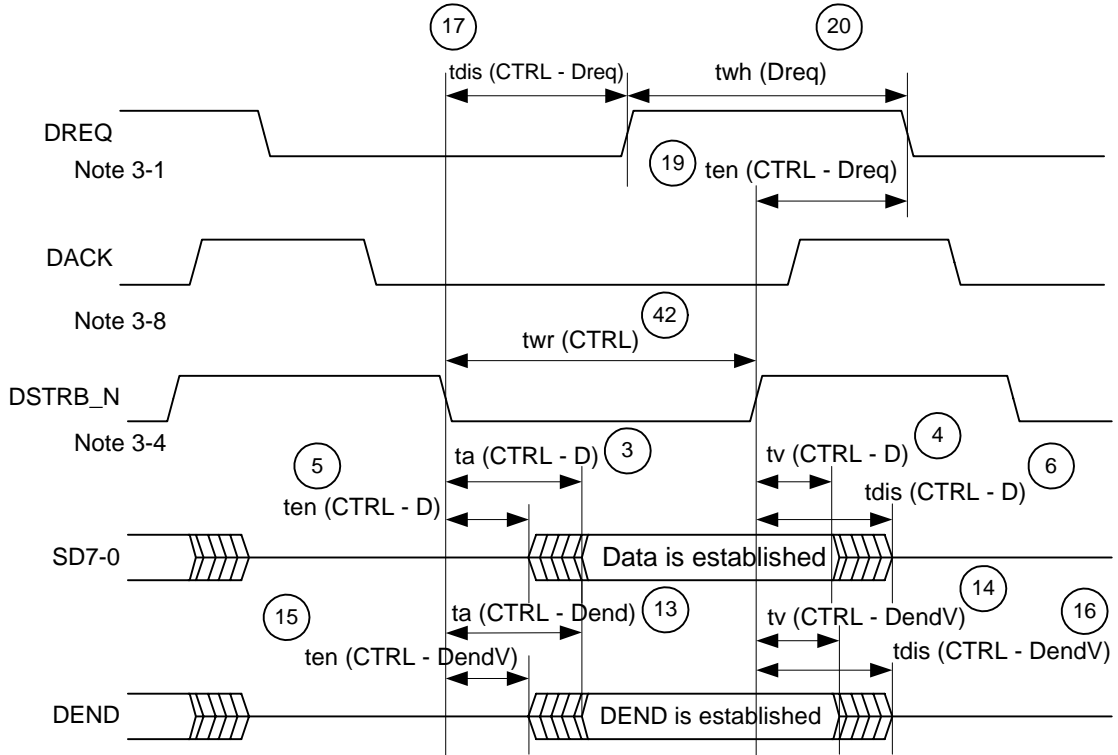 17
20
tdis (CTRL - Dreq)
twh (Dreq)
DREQ
Note 3-1
19
ten (CTRL - Dreq)
DACK
Note 3-8
42
twr (CTRL)
DSTRB_N
Note 3-4
5
ta (CTRL - D)
3
tv (CTRL - D)
4
6
ten (CTRL - D)
tdis (CTRL - D)
SD7-0
Data is established
15
ta (CTRL - Dend)
13
tv (CTRL - DendV)
14
16
ten (CTRL - DendV)
tdis (CTRL - DendV)
DEND
DEND is established